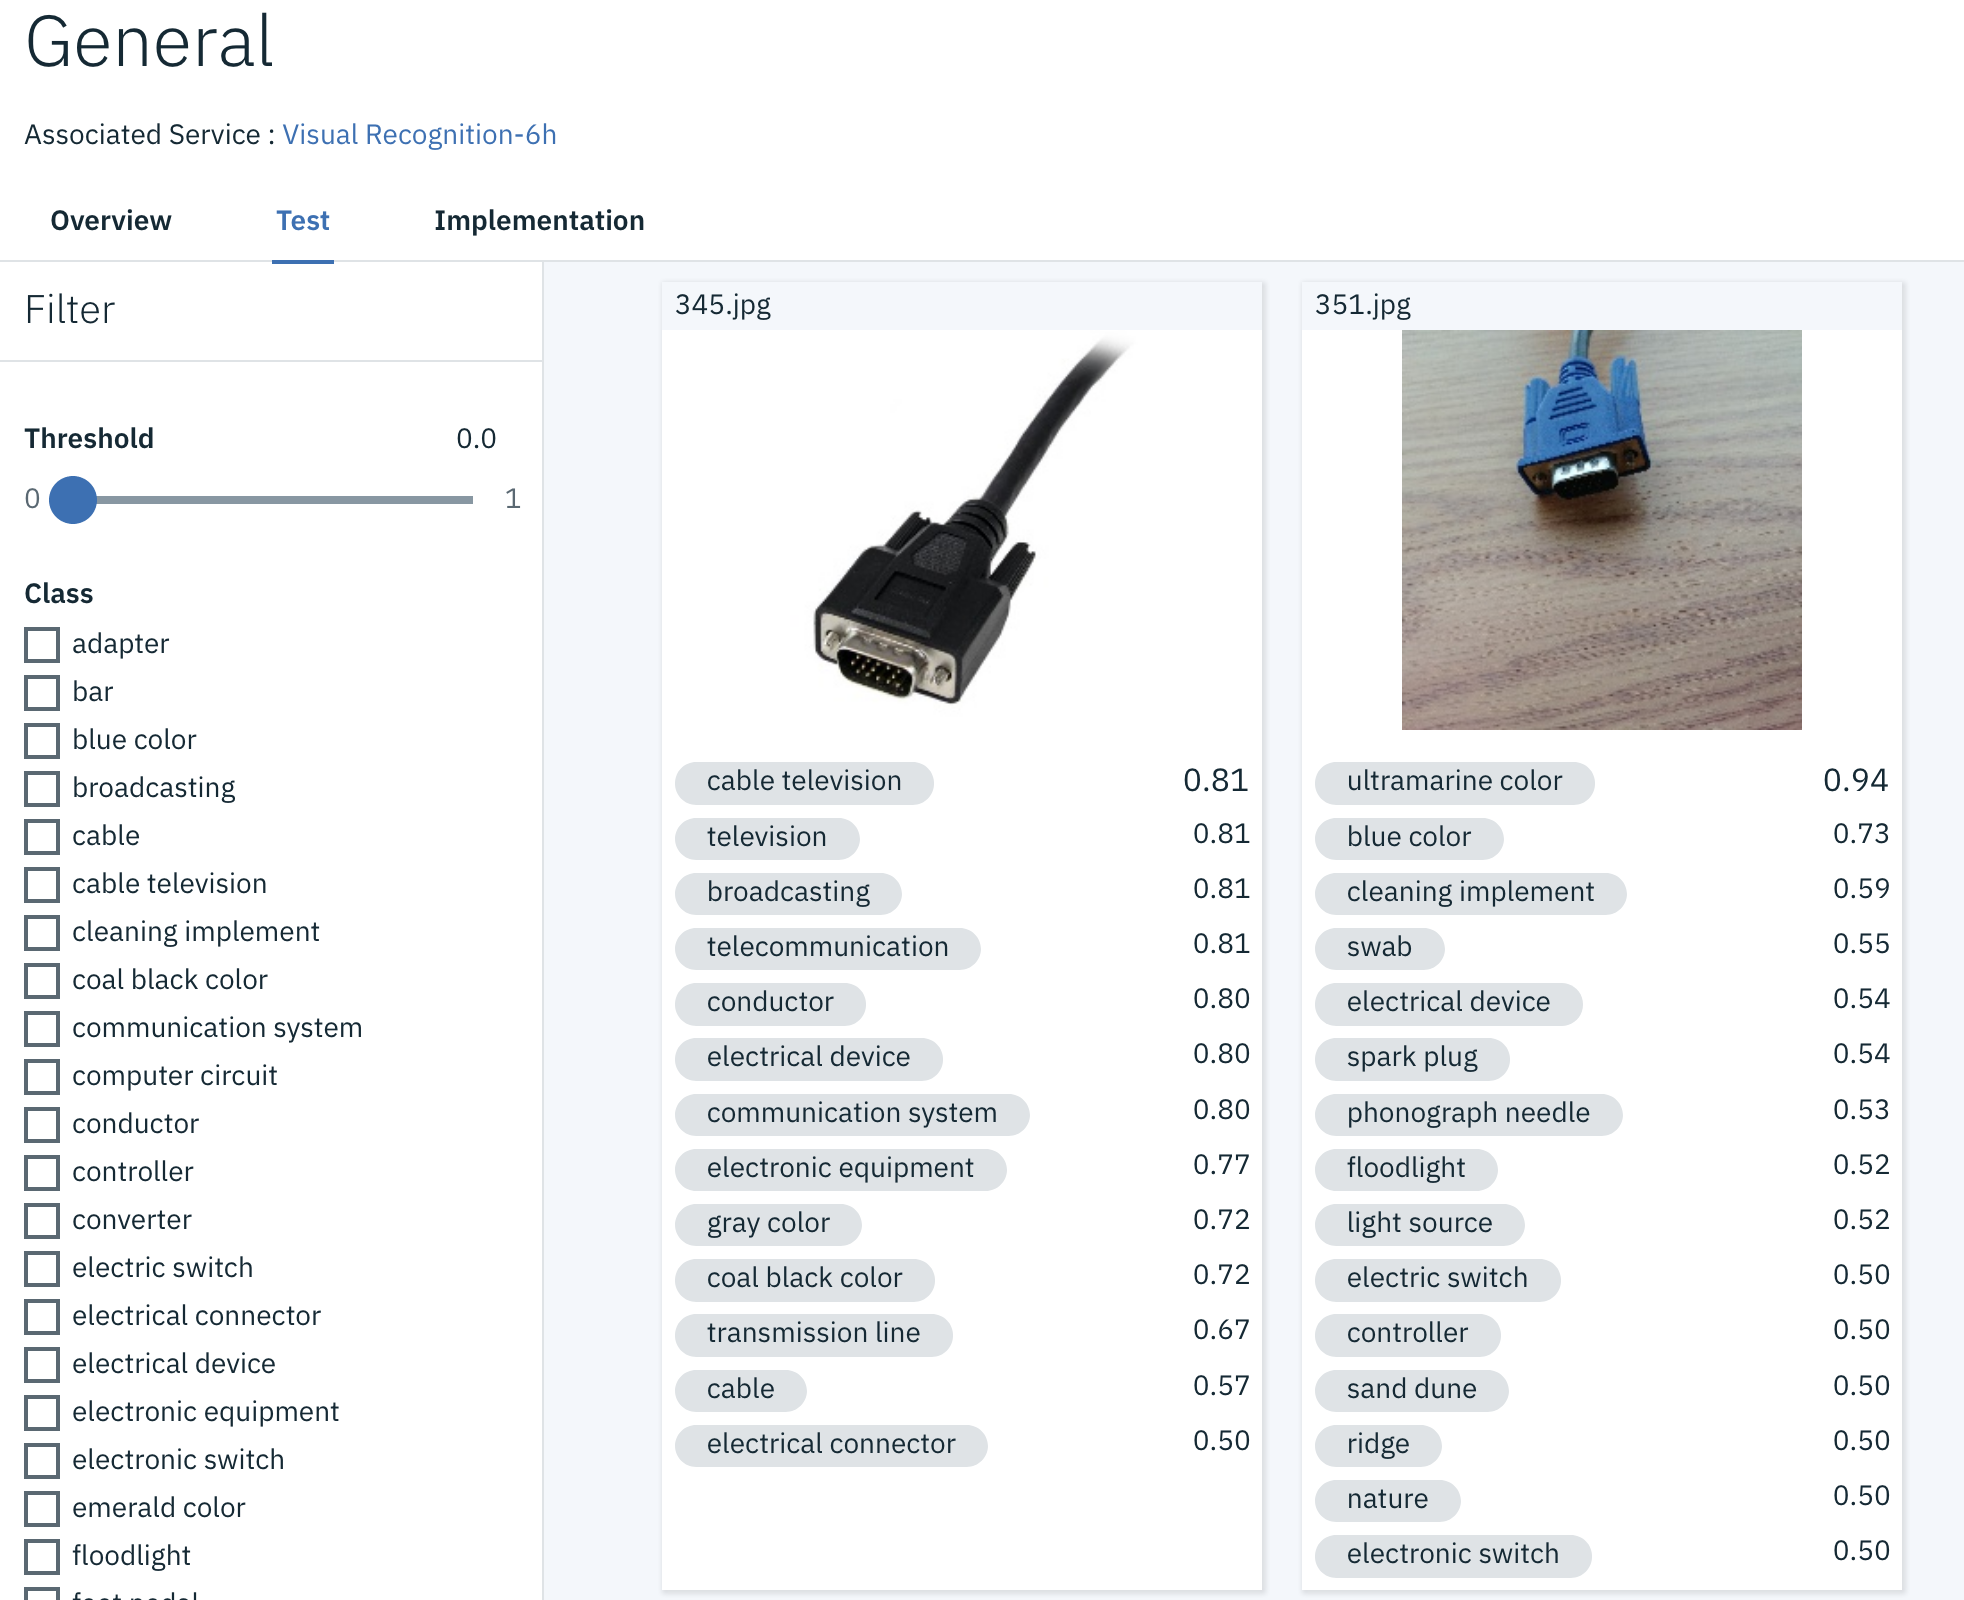 General
Associated Service : Visual Recognition-6h
Overview Test Implementation
Filter
Threshold 0.0
0 1
Class
adapter
bar
blue color
broadcasting
cable
cable television
cleaning implement
coal black color
communication system
computer circuit
conductor
controller
converter
electric switch
electrical connector
electrical device
electronic equipment
electronic switch
emerald color
floodlight
345.jpg
cable television 0.81
television 0.81
broadcasting 0.81
telecommunication 0.81
conductor 0.80
electrical device 0.80
communication system 0.80
electronic equipment 0.77
gray color 0.72
coal black color 0.72
transmission line 0.67
cable 0.57
electrical connector 0.50
351.jpg
ultramarine color 0.94
blue color 0.73
cleaning implement 0.59
swab 0.55
electrical device 0.54
spark plug 0.54
phonograph needle 0.53
floodlight 0.52
light source 0.52
electric switch 0.50
controller 0.50
sand dune 0.50
ridge 0.50
nature 0.50
electronic switch 0.50